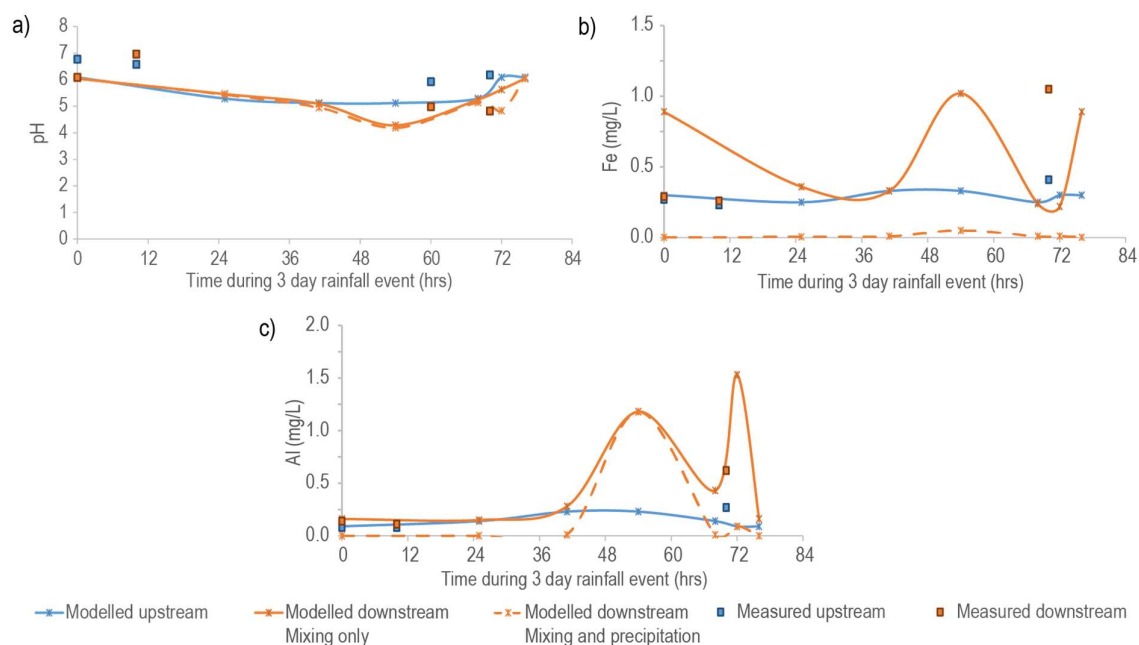 a)
8
7
6
5
4
3
2
1
0
pH
0 12 24 36 48 60 72 84
Time during 3 day rainfall event (hrs)
b)
1.5
1.0
0.5
0.0
Fe (mg/L)
0 12 24 36 48 60 72 84
Time during 3 day rainfall event (hrs)
c)
2.0
1.5
1.0
0.5
0.0
Al (mg/L)
0 12 24 36 48 60 72 84
Time during 3 day rainfall event (hrs)
Modelled upstream
Modelled downstream
Mixing only
Modelled downstream
Mixing and precipitation
Measured upstream
Measured downstream